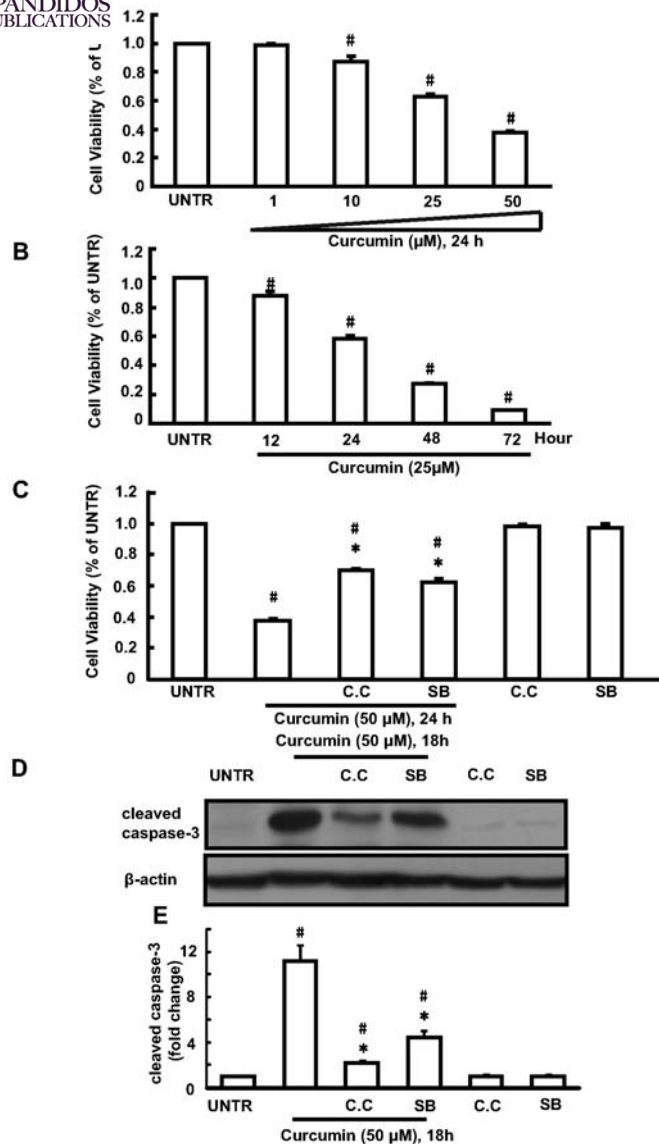 PANDIDOS
UBLICATIONS
Cell Viability (% of U
1.2
1.0
0.8
0.6
0.4
0.2
0
#
#
#
UNTR 1 10 25 50
Curcumin (µM), 24 h
B
Cell Viability (% of UNTR)
1.2
1.0
0.8
0.6
0.4
0.2
0
#
#
#
#
UNTR 12 24 48 72 Hour
Curcumin (25µM)
C
Cell Viability (% of UNTR)
1.2
1.0
0.8
0.6
0.4
0.2
0
#
# *
# *
UNTR C.C SB C.C SB
Curcumin (50 µM), 24 h
Curcumin (50 µM), 18h
D
UNTR C.C SB C.C SB
cleaved
caspase-3
β-actin
E
cleaved caspase-3
(fold change)
12
8
4
0
#
# *
# *
UNTR C.C SB C.C SB
Curcumin (50 µM), 18h